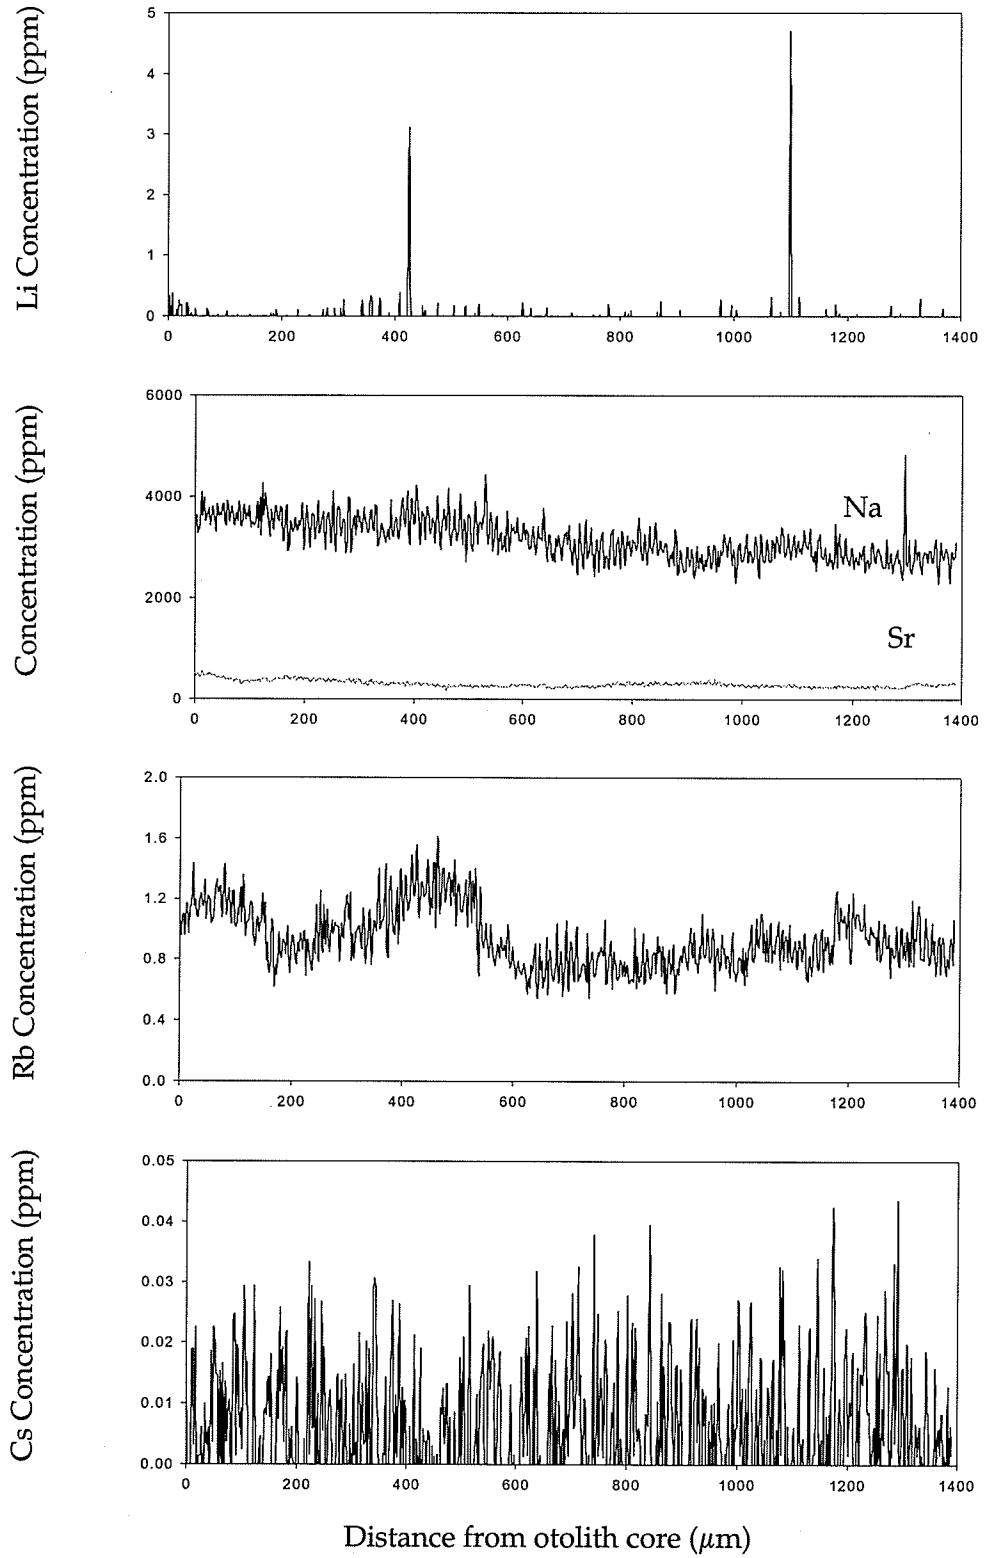 Li Concentration (ppm)
5
4
3
2
1
0
0 200 400 600 800 1000 1200 1400
Concentration (ppm)
6000
4000
2000
0
Na
Sr
0 200 400 600 800 1000 1200 1400
Rb Concentration (ppm)
2.0
1.6
1.2
0.8
0.4
0.0
0 200 400 600 800 1000 1200 1400
Cs Concentration (ppm)
0.05
0.04
0.03
0.02
0.01
0.00
0 200 400 600 800 1000 1200 1400
Distance from otolith core (μm)